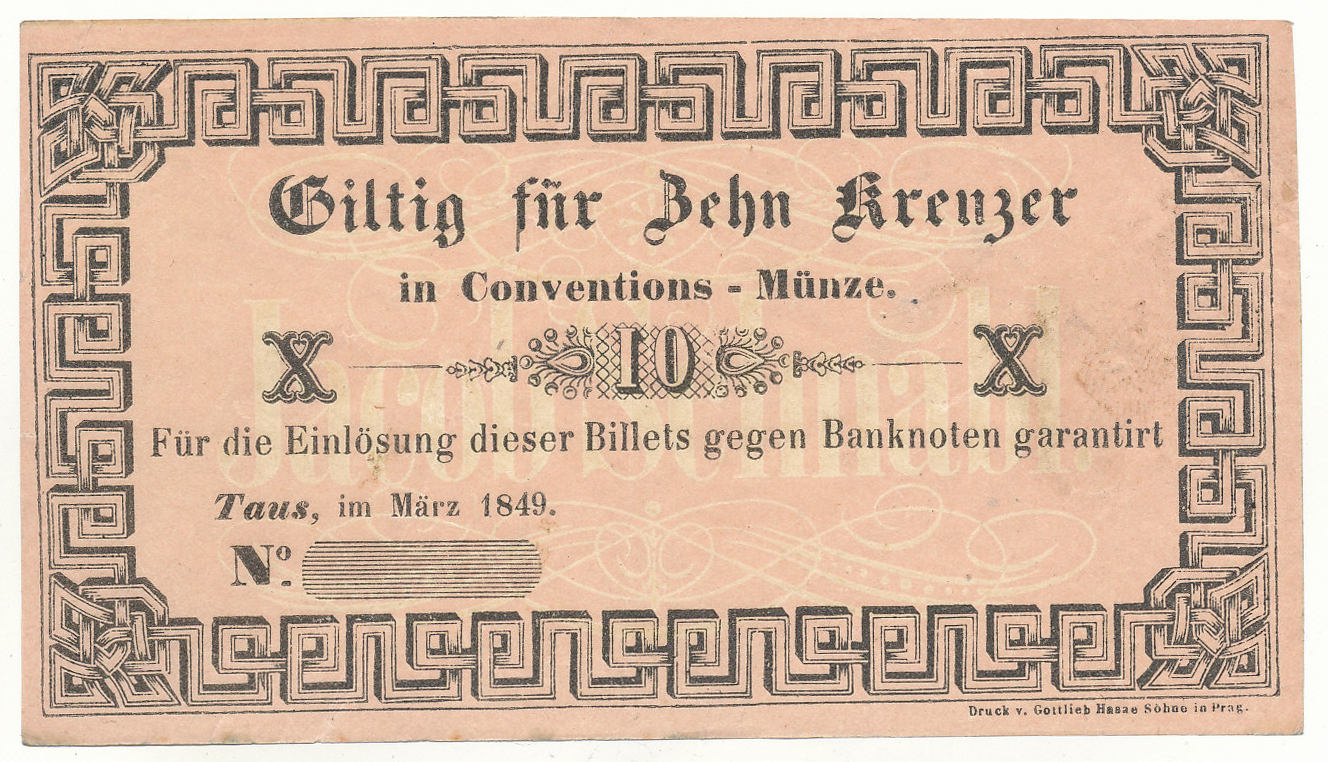 Giltig für Zehn Kreuzer
in Conventions - Münze.
X 10 X
Für die Einlösung dieser Billets gegen Banknoten garantirt
Taus, im März 1849.
Nº.
Jacob Schmabl.
Druck v. Gottlieb Haase Söhne in Prag.